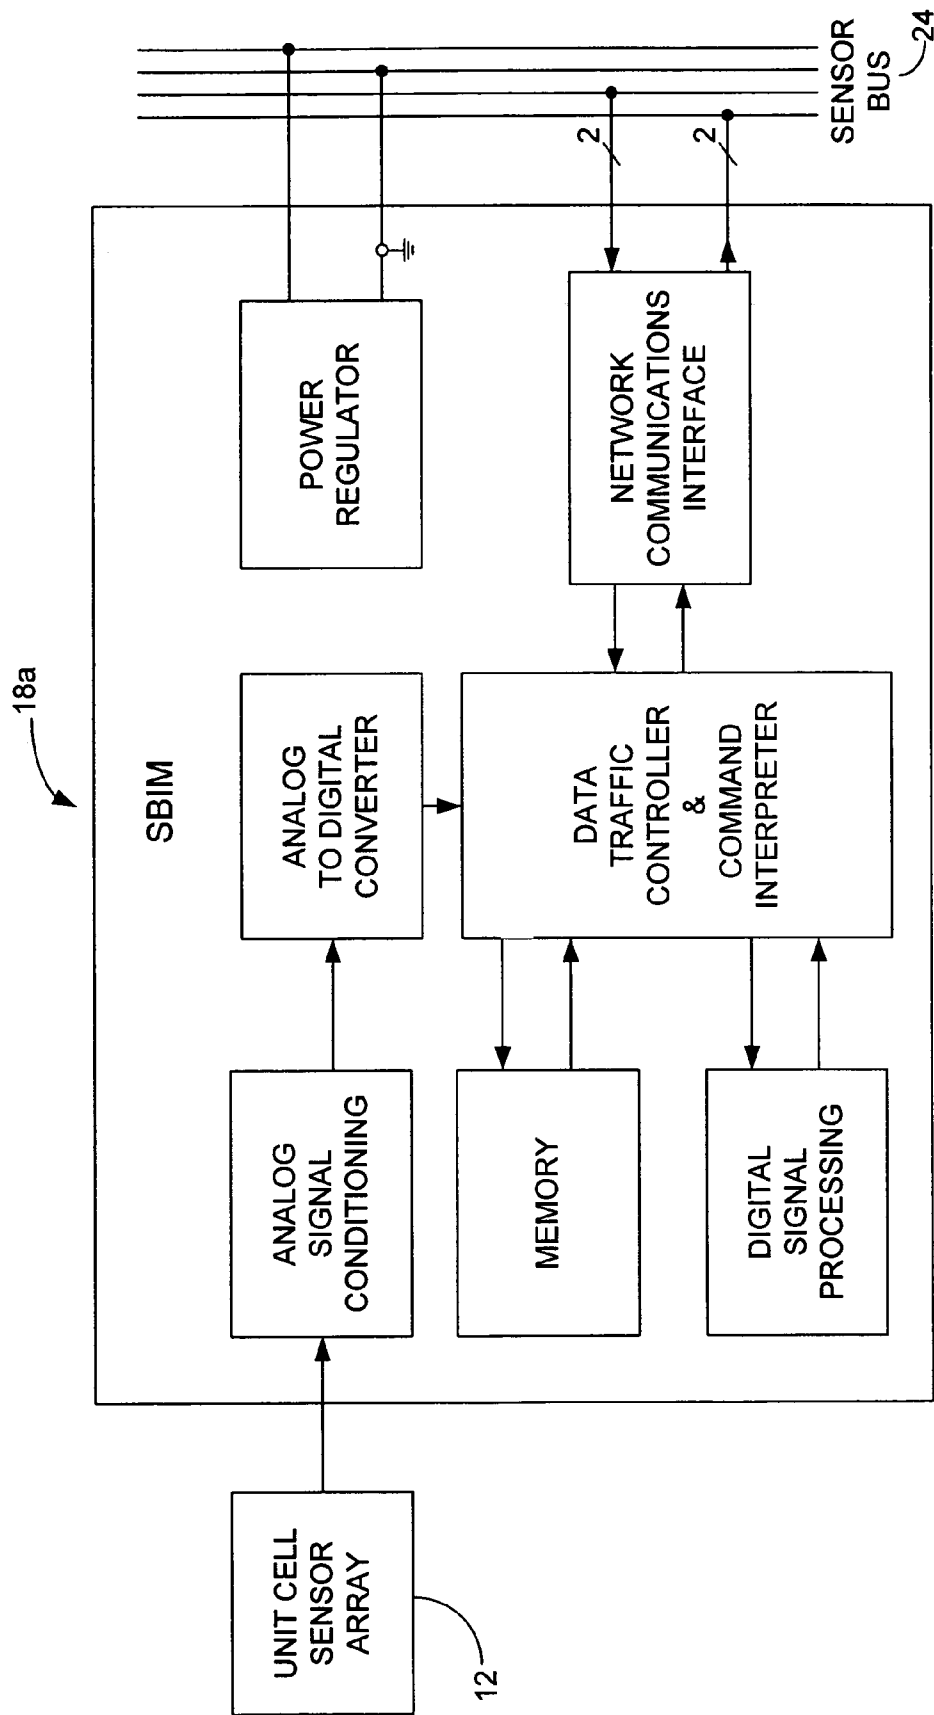 18a
SBIM
UNIT CELL
SENSOR
ARRAY
12
ANALOG
SIGNAL
CONDITIONING
ANALOG
TO DIGITAL
CONVERTER
POWER
REGULATOR
MEMORY
DATA
TRAFFIC
CONTROLLER
&
COMMAND
INTERPRETER
NETWORK
COMMUNICATIONS
INTERFACE
DIGITAL
SIGNAL
PROCESSING
2
2
SENSOR
BUS
24